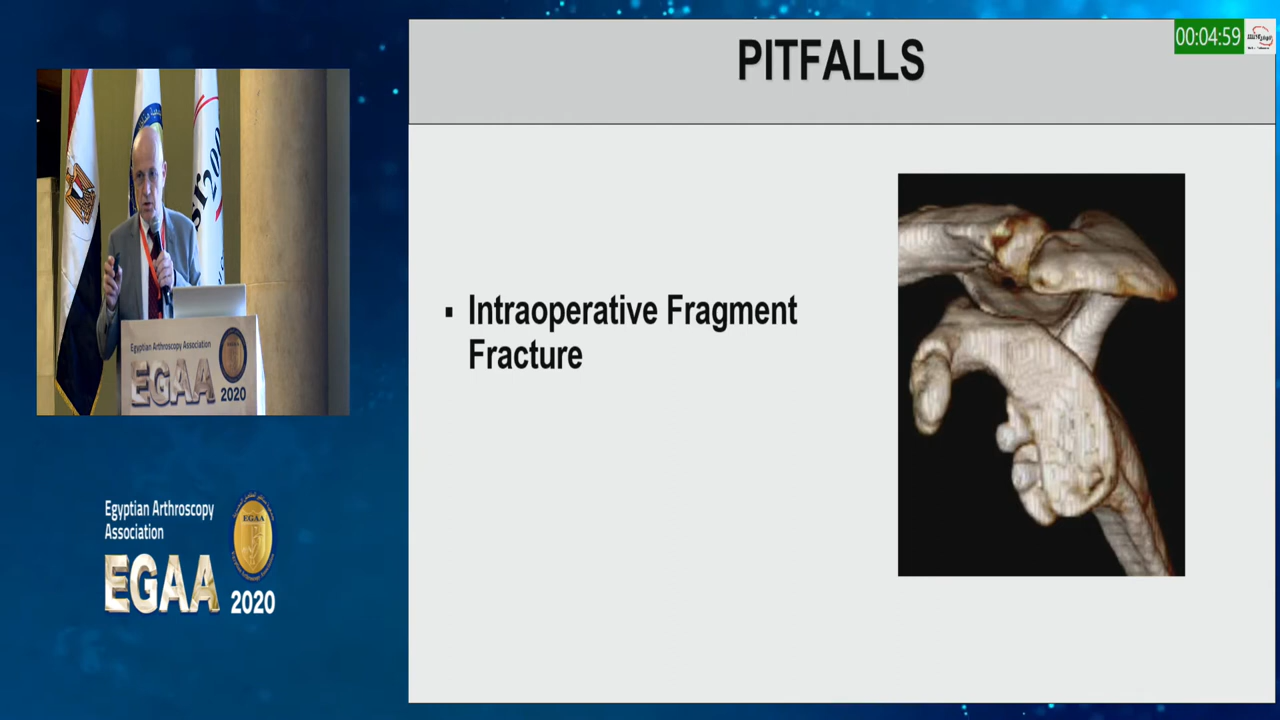 PITFALLS
00:04:59
▪ Intraoperative Fragment
Fracture
Egyptian Arthroscopy Association
EGAA
2020
Egyptian Arthroscopy
Association
EGAA
EGAA
2020